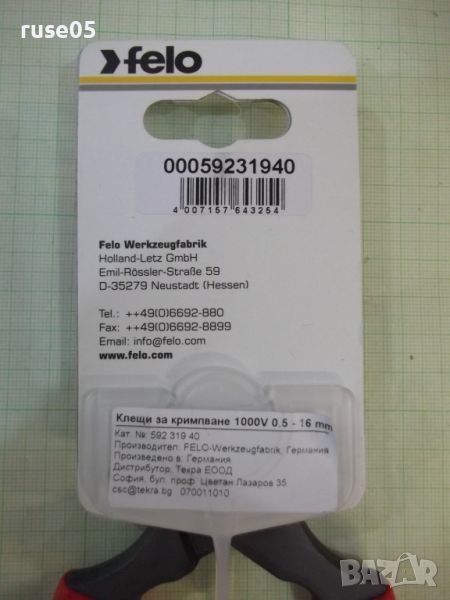 ruse05
felo
00059231940
4 007157 643254
Felo Werkzeugfabrik
Holland-Letz GmbH
Emil-Rössler-Straße 59
D-35279 Neustadt (Hessen)
Tel.: ++49(0)6692-880
Fax: ++49(0)6692-8899
Email: info@felo.com
www.felo.com
Клещи за кримпване 1000V 0.5 - 16 mm
Кат. №: 592 319 40
Производител: FELO-Werkzeugfabrik, Германия
Произведено в: Германия
Дистрибутор: Текра ЕООД
София, бул. проф. Цветан Лазаров 35
csc@tekra.bg 070011010
BAZAR